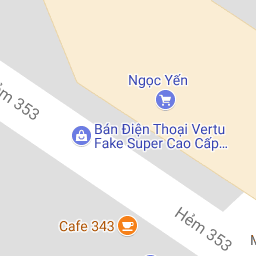 Ngọc Yến
Hẻm 353
Bán Điện Thoại Vertu
Fake Super Cao Cấp...
Cafe 343
Hẻm 353